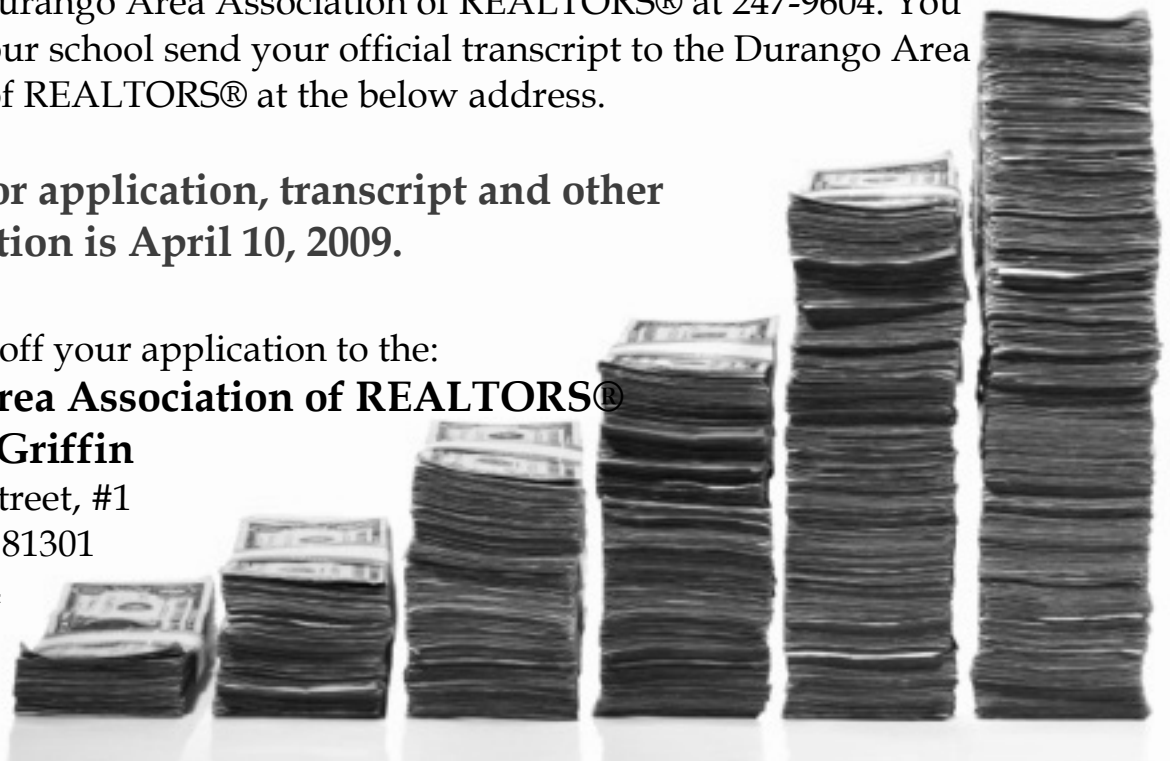 urango Area Association of REALTORS® at 247-9604. You
our school send your official transcript to the Durango Area
of REALTORS® at the below address.
or application, transcript and other
tion is April 10, 2009.
off your application to the:
rea Association of REALTORS®
Griffin
treet, #1
81301